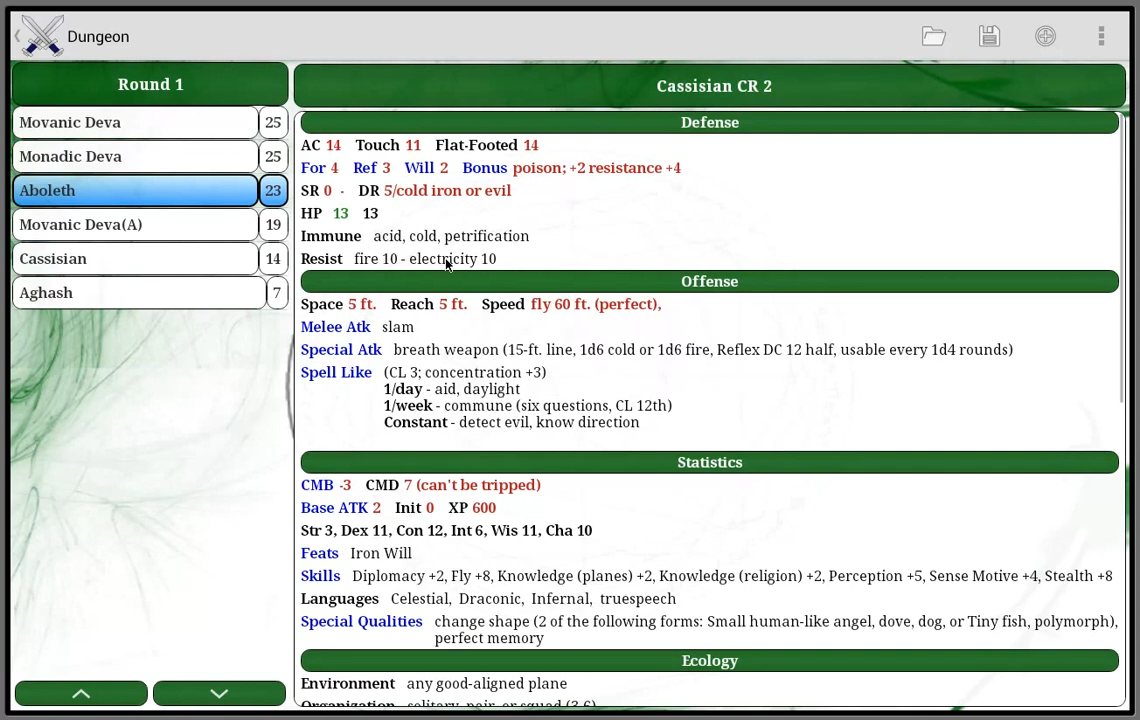 Dungeon
Round 1
Movanic Deva 25
Monadic Deva 25
Aboleth 23
Movanic Deva(A) 19
Cassisian 14
Aghash 7
Cassisian CR 2
Defense
AC 14 Touch 11 Flat-Footed 14
For 4 Ref 3 Will 2 Bonus poison; +2 resistance +4
SR 0 - DR 5/cold iron or evil
HP 13 13
Immune acid, cold, petrification
Resist fire 10 - electricity 10
Offense
Space 5 ft. Reach 5 ft. Speed fly 60 ft. (perfect),
Melee Atk slam
Special Atk breath weapon (15-ft. line, 1d6 cold or 1d6 fire, Reflex DC 12 half, usable every 1d4 rounds)
Spell Like (CL 3; concentration +3)
1/day - aid, daylight
1/week - commune (six questions, CL 12th)
Constant - detect evil, know direction
Statistics
CMB -3 CMD 7 (can't be tripped)
Base ATK 2 Init 0 XP 600
Str 3, Dex 11, Con 12, Int 6, Wis 11, Cha 10
Feats Iron Will
Skills Diplomacy +2, Fly +8, Knowledge (planes) +2, Knowledge (religion) +2, Perception +5, Sense Motive +4, Stealth +8
Languages Celestial, Draconic, Infernal, truespeech
Special Qualities change shape (2 of the following forms: Small human-like angel, dove, dog, or Tiny fish, polymorph),
perfect memory
Ecology
Environment any good-aligned plane
Organization solitary, pair, or squad (3-6)